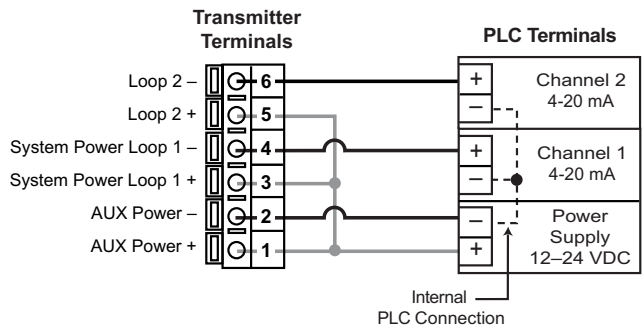 Transmitter
Terminals
PLC Terminals
Loop 2 –
6
+
Channel 2
4-20 mA
Loop 2 +
5
–
System Power Loop 1 –
4
+
Channel 1
4-20 mA
System Power Loop 1 +
3
–
AUX Power –
2
–
Power
Supply
12–24 VDC
AUX Power +
1
+
Internal
PLC Connection